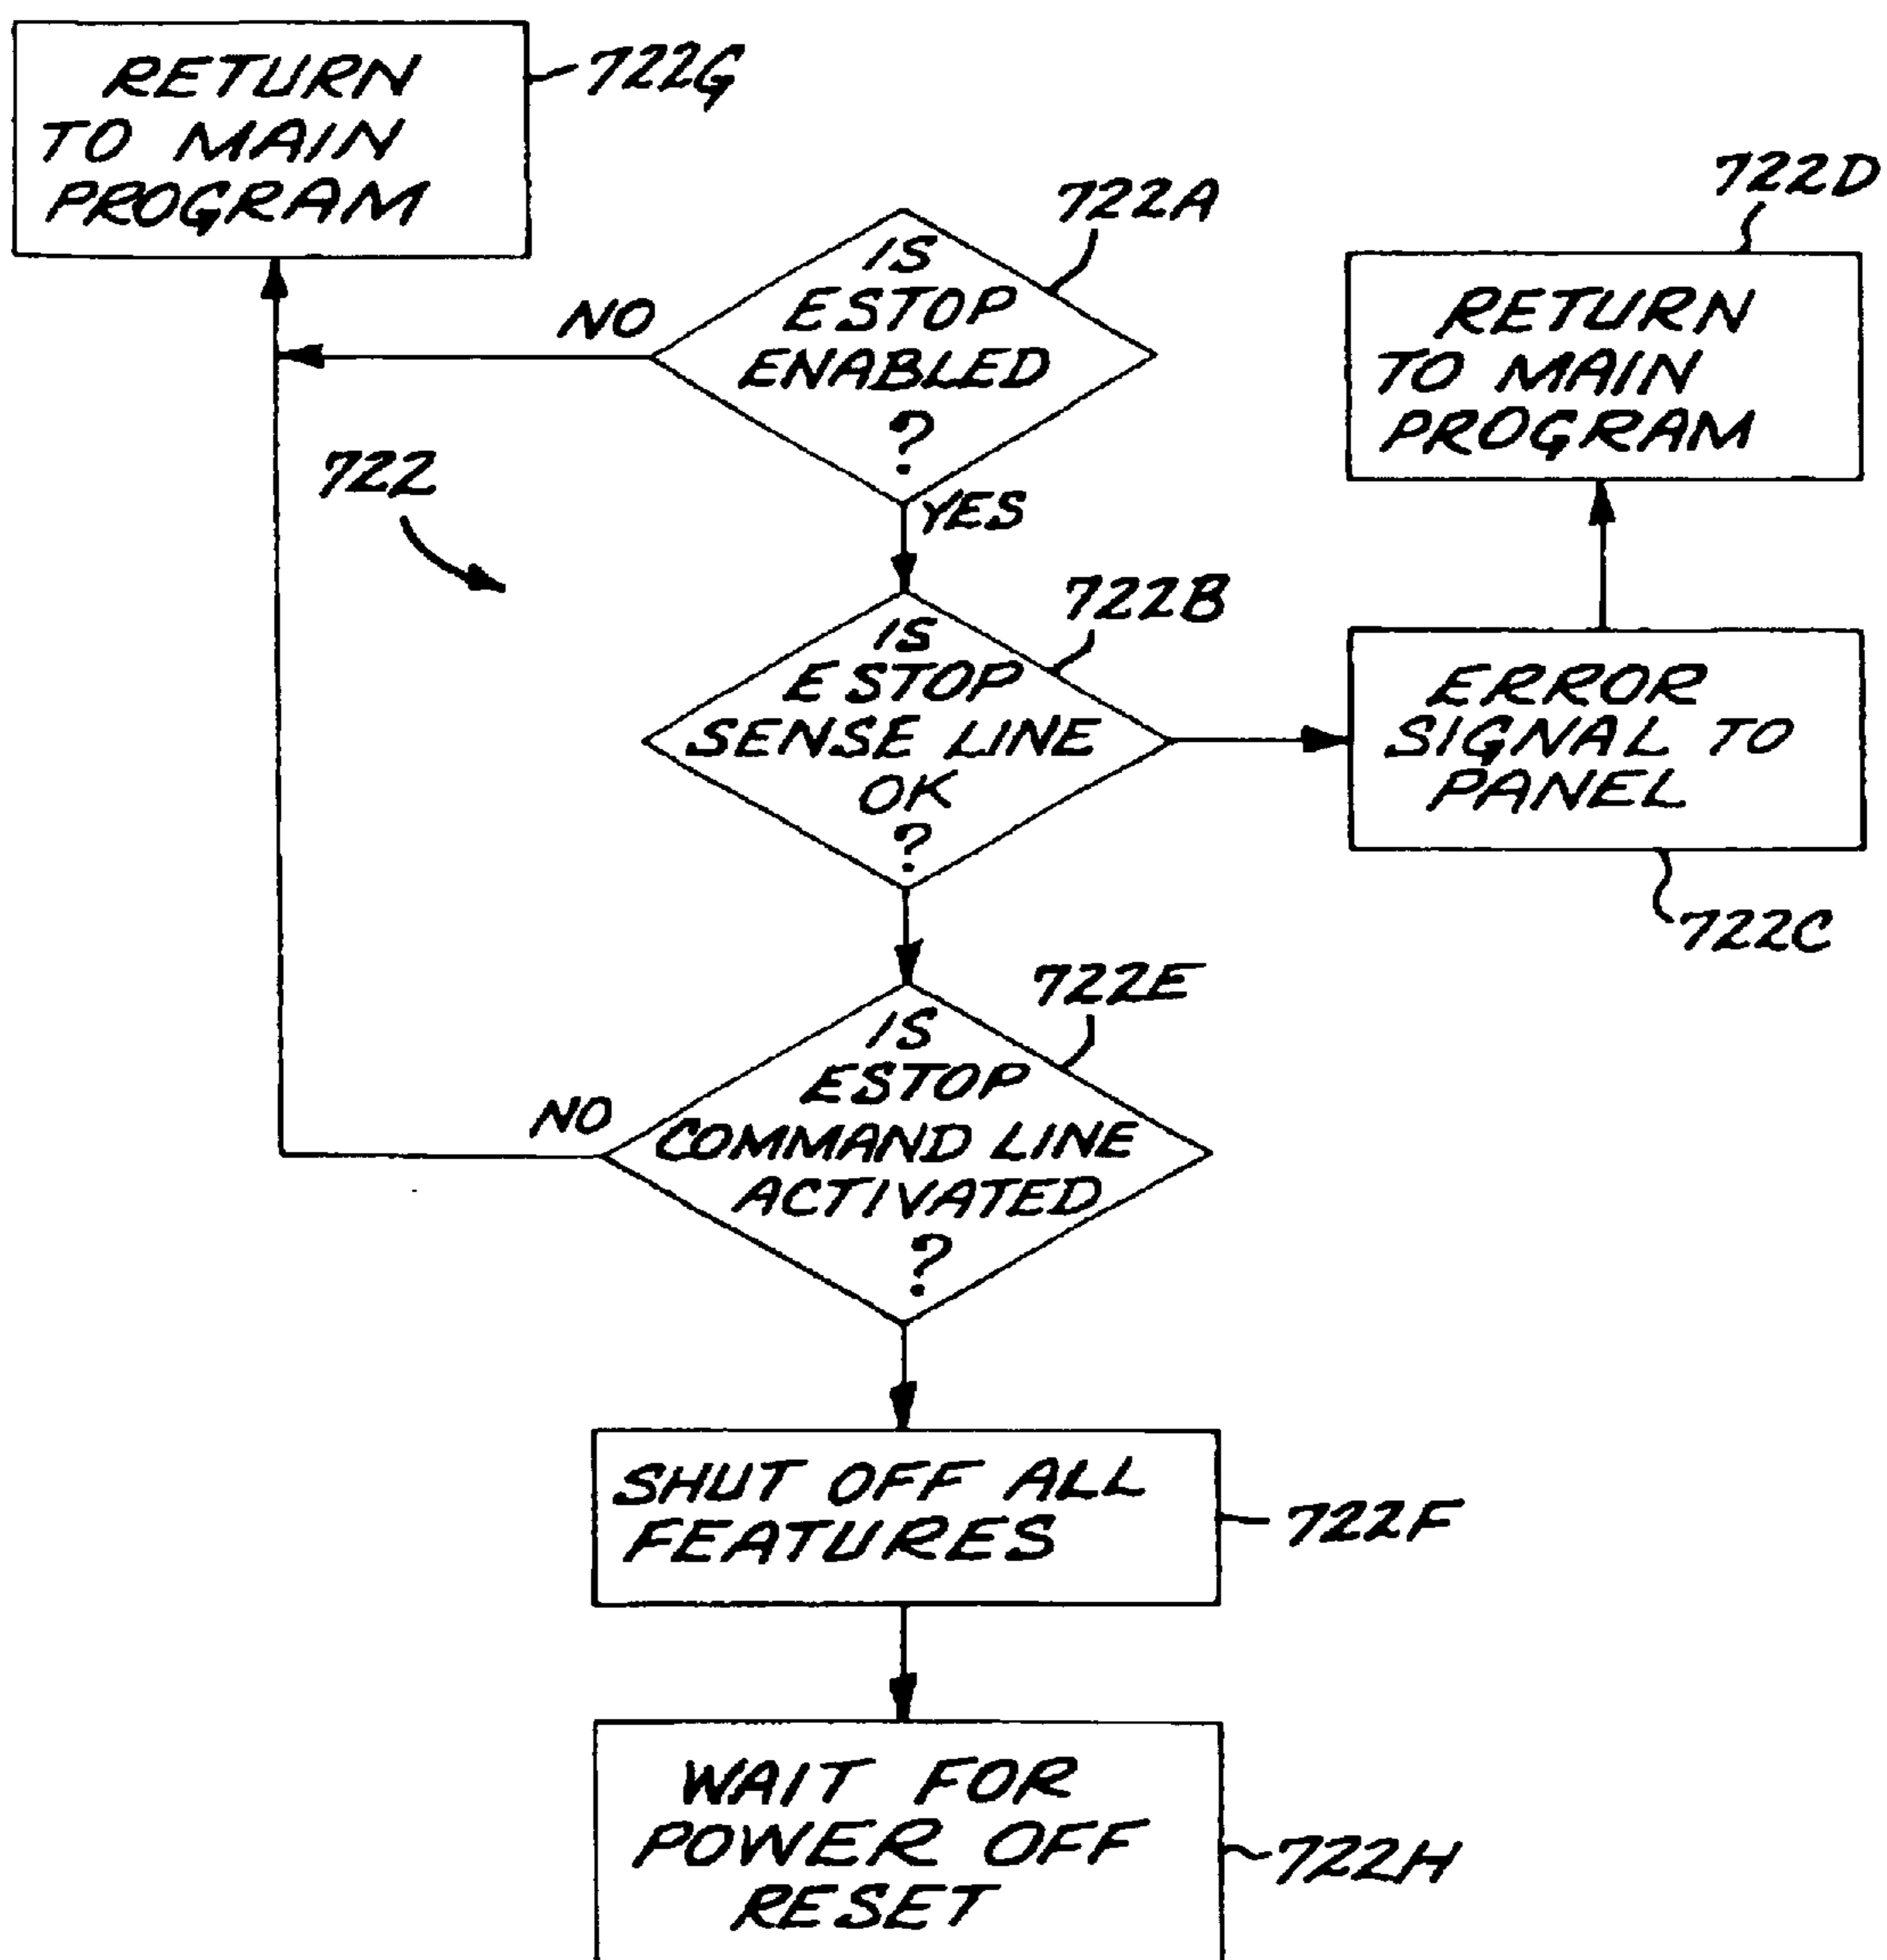 RETURN
TO MAIN
PROGRAM
722G
722A
722D
IS
ESTOP
ENABLED
?
NO
RETURN
TO MAIN
PROGRAM
722
YES
722B
IS
E STOP
SENSE LINE
OK
?
ERROR
SIGNAL TO
PANEL
722C
722E
IS
ESTOP
COMMAND LINE
ACTIVATED
?
NO
SHUT OFF ALL
FEATURES
722F
WAIT FOR
POWER OFF
RESET
722H